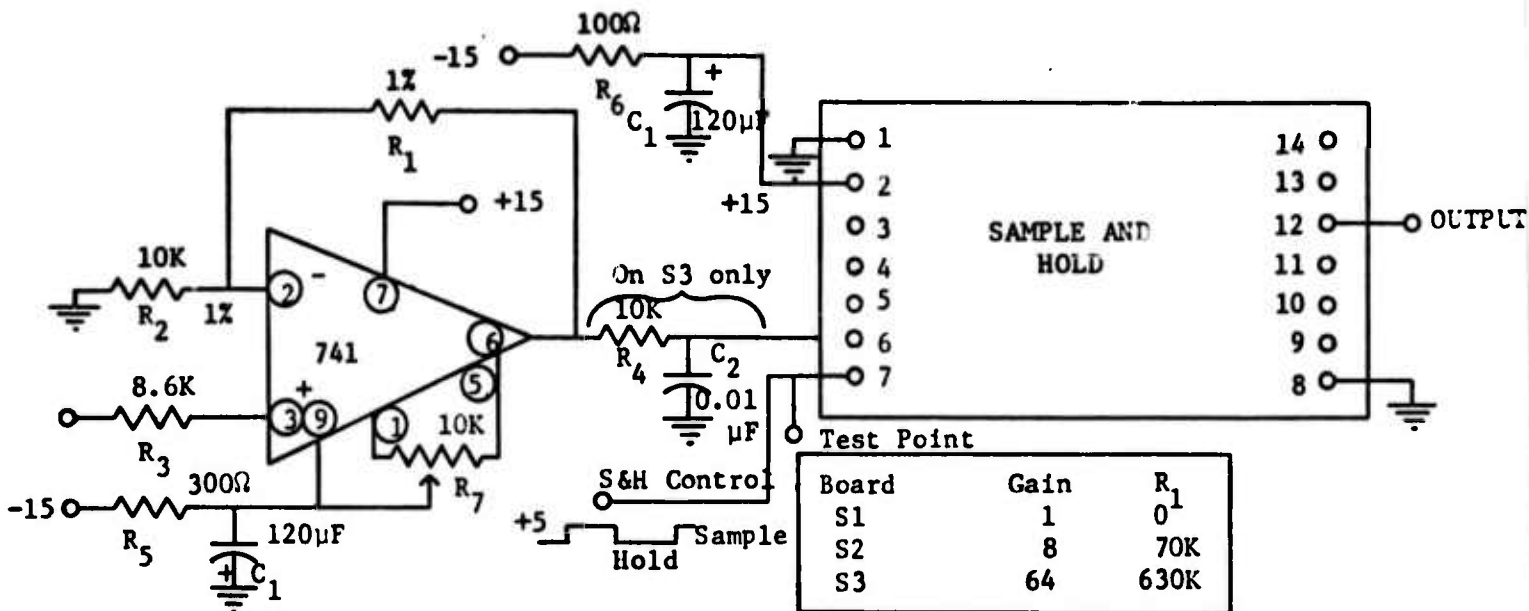 100Ω
-15
R6
+
C1
120µF
1%
R1
+15
10K
R2
1%
2
-
7
741
6
5
+
3
9
1
8.6K
R3
10K
R7
-15
300Ω
R5
120µF
+
C1
On S3 only
10K
R4
C2
0.01
µF
+15
1
2
3
4
5
6
7
SAMPLE AND
HOLD
14
13
12
11
10
9
8
OUTPUT
Test Point
S&H Control
+5
Sample
Hold
Board Gain R1
S1 1 0
S2 8 70K
S3 64 630K